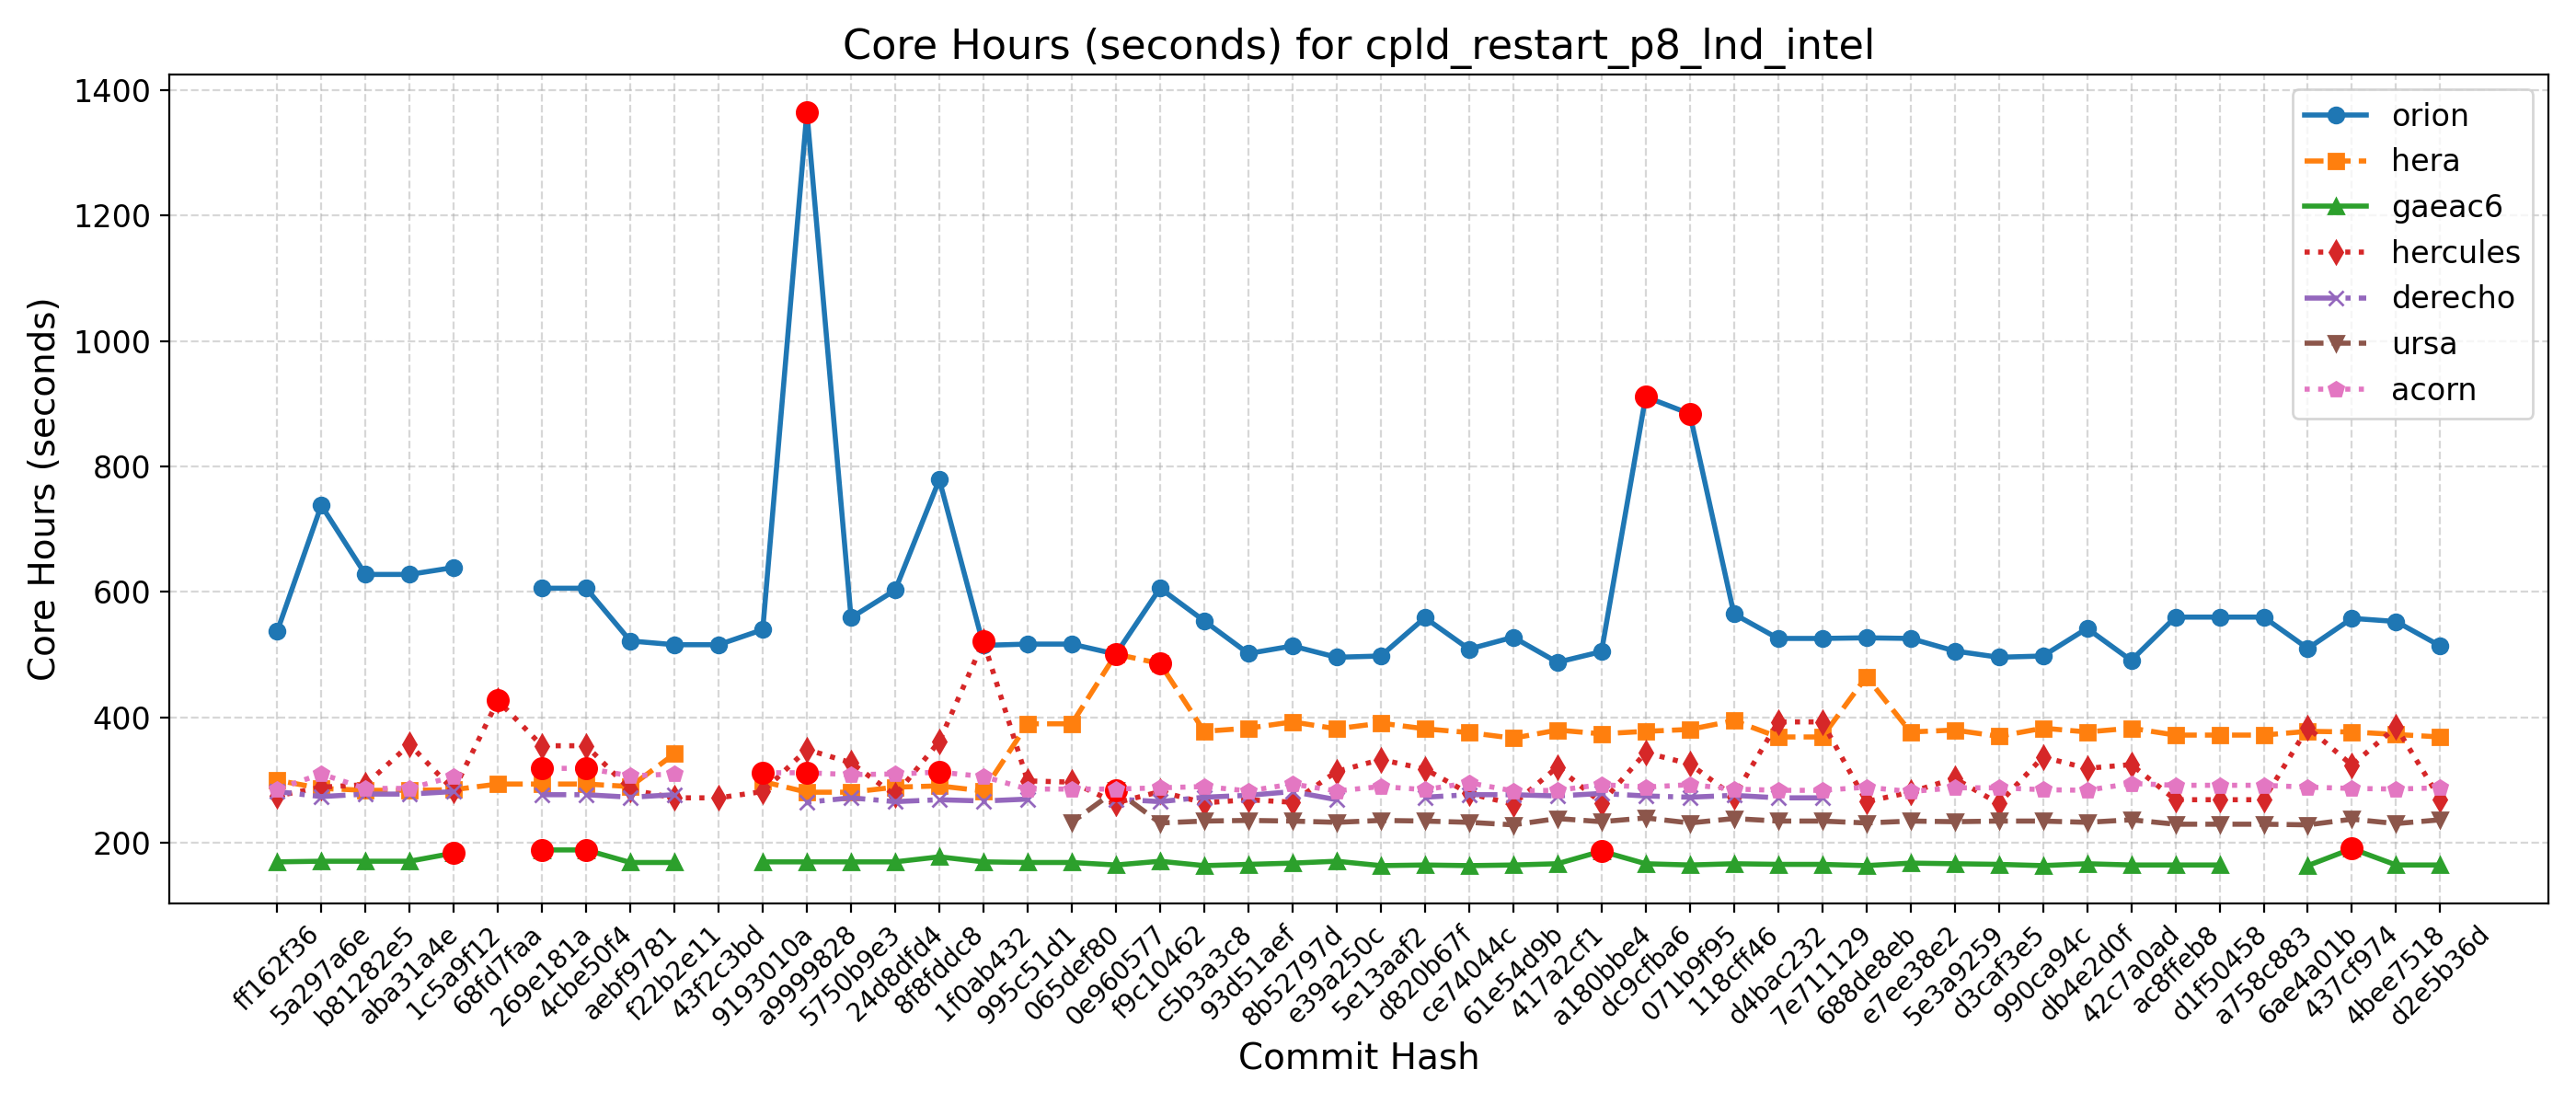 Core Hours (seconds) for cpld_restart_p8_lnd_intel
Core Hours (seconds)
1400
1200
1000
800
600
400
200
orion
hera
gaeac6
hercules
derecho
ursa
acorn
ff162f36
5a297a6e
b81282e5
aba31a4e
1c5a9f12
68fd7faa
269e181a
4cbe50f4
aebf9781
f22b2e11
43f2c3bd
9193010a
a9999828
5750b9e3
24d8dfd4
8f8fddc8
1f0ab432
995c51d1
065def80
0e960577
f9c10462
c5b3a3c8
93d51aef
8b52797d
e39a250c
5e13aaf2
d820b67f
ce74044c
61e54d9b
417a2cf1
a180bbe4
dc9cfba6
071b9f95
118cff46
d4bac232
7e711129
688de8eb
e7ee38e2
5e3a9259
d3caf3e5
990ca94c
db4e2d0f
42c7a0ad
ac8ffeb8
d1f50458
a758c883
6ae4a01b
437cf974
4bee7518
d2e5b36d
Commit Hash